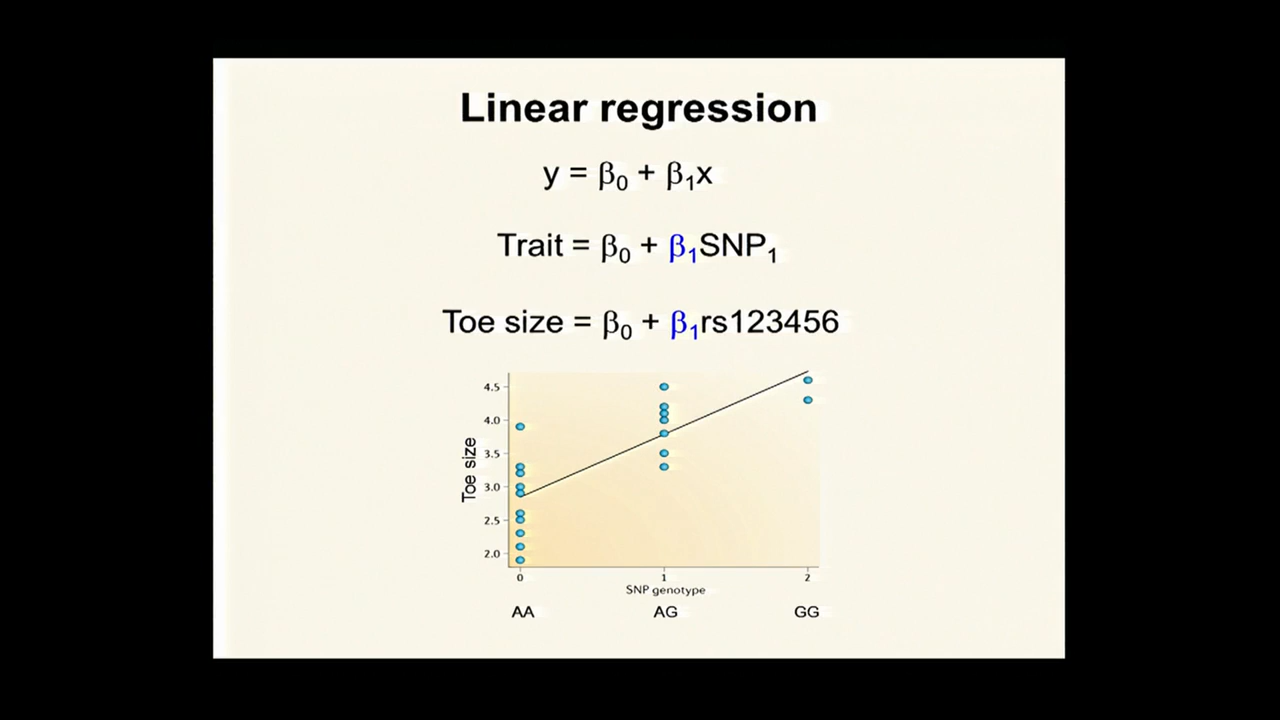 Linear regression
y = β₀ + β₁x
Trait = β₀ + β₁SNP₁
Toe size = β₀ + β₁rs123456
4.5
4.0
3.5
3.0
2.5
2.0
Toe size
0 1 2
SNP genotype
AA AG GG